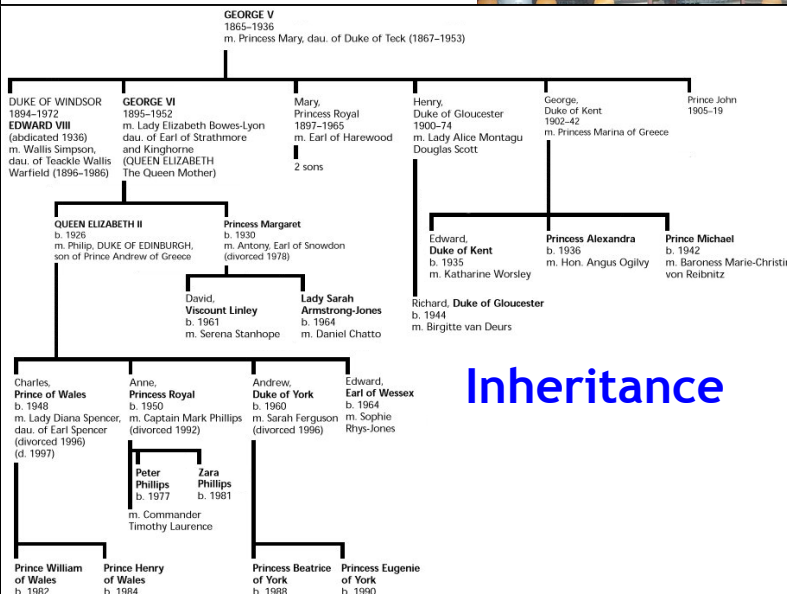 GEORGE V
1865–1936
m. Princess Mary, dau. of Duke of Teck (1867–1953)
DUKE OF WINDSOR
1894–1972
EDWARD VIII
(abdicated 1936)
m. Wallis Simpson,
dau. of Teackle Wallis
Warfield (1896–1986)
GEORGE VI
1895–1952
m. Lady Elizabeth Bowes-Lyon
dau. of Earl of Strathmore
and Kinghorne
(QUEEN ELIZABETH
The Queen Mother)
Mary,
Princess Royal
1897–1965
m. Earl of Harewood
2 sons
Henry,
Duke of Gloucester
1900–74
m. Lady Alice Montagu
Douglas Scott
George,
Duke of Kent
1902–42
m. Princess Marina of Greece
Prince John
1905–19
QUEEN ELIZABETH II
b. 1926
m. Philip, DUKE OF EDINBURGH,
son of Prince Andrew of Greece
Princess Margaret
b. 1930
m. Antony, Earl of Snowdon
(divorced 1978)
Edward,
Duke of Kent
b. 1935
m. Katharine Worsley
Princess Alexandra
b. 1936
m. Hon. Angus Ogilvy
Prince Michael
b. 1942
m. Baroness Marie-Christin
von Reibnitz
David,
Viscount Linley
b. 1961
m. Serena Stanhope
Lady Sarah
Armstrong-Jones
b. 1964
m. Daniel Chatto
Richard, Duke of Gloucester
b. 1944
m. Birgitte van Deurs
Inheritance
Charles,
Prince of Wales
b. 1948
m. Lady Diana Spencer,
dau. of Earl Spencer
(divorced 1996)
(d. 1997)
Anne,
Princess Royal
b. 1950
m. Captain Mark Phillips
(divorced 1992)
Andrew,
Duke of York
b. 1960
m. Sarah Ferguson
(divorced 1996)
Edward,
Earl of Wessex
b. 1964
m. Sophie
Rhys-Jones
Peter
Phillips
b. 1977
Zara
Phillips
b. 1981
m. Commander
Timothy Laurence
Prince William
of Wales
b. 1982
Prince Henry
of Wales
b. 1984
Princess Beatrice
of York
b. 1988
Princess Eugenie
of York
b. 1990